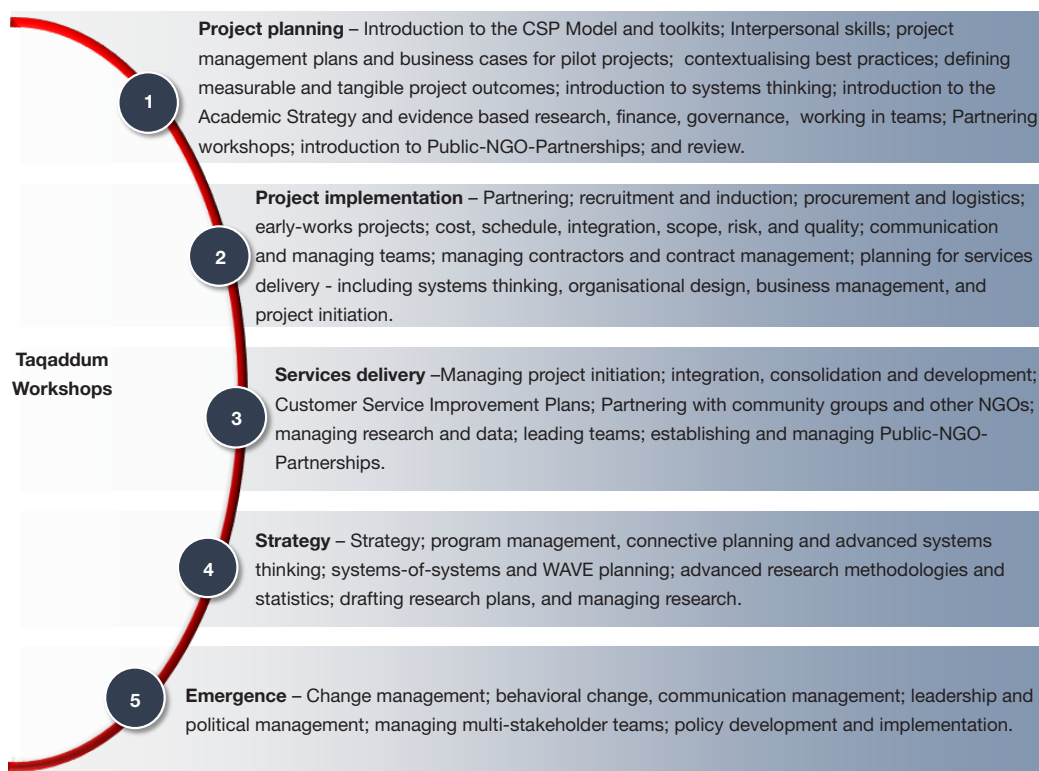 Project planning – Introduction to the CSP Model and toolkits; Interpersonal skills; project
management plans and business cases for pilot projects; contextualising best practices; defining
measurable and tangible project outcomes; introduction to systems thinking; introduction to the
Academic Strategy and evidence based research, finance, governance, working in teams; Partnering
workshops; introduction to Public-NGO-Partnerships; and review.
1
Project implementation – Partnering; recruitment and induction; procurement and logistics;
early-works projects; cost, schedule, integration, scope, risk, and quality; communication
and managing teams; managing contractors and contract management; planning for services
delivery - including systems thinking, organisational design, business management, and
project initiation.
2
Taqaddum
Workshops
Services delivery –Managing project initiation; integration, consolidation and development;
Customer Service Improvement Plans; Partnering with community groups and other NGOs;
managing research and data; leading teams; establishing and managing Public-NGO-
Partnerships.
3
Strategy – Strategy; program management, connective planning and advanced systems
thinking; systems-of-systems and WAVE planning; advanced research methodologies and
statistics; drafting research plans, and managing research.
4
Emergence – Change management; behavioral change, communication management; leadership and
political management; managing multi-stakeholder teams; policy development and implementation.
5